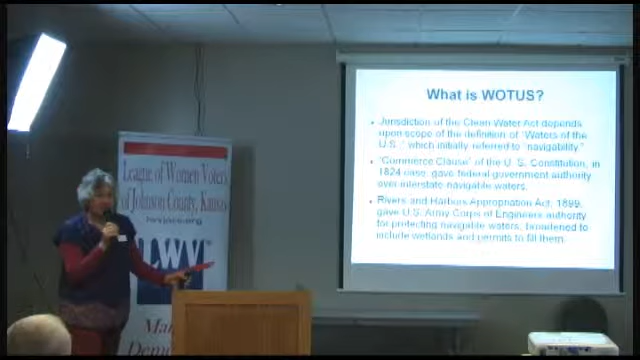 What is WOTUS?
• Jurisdiction of the Clean Water Act depends
upon scope of the definition of "Waters of the
U.S.," which initially referred to "navigability."
• "Commerce Clause" of the U. S. Constitution, in
1824 case, gave federal government authority
over interstate navigable waters.
• Rivers and Harbors Appropriation Act, 1899,
gave U.S. Army Corps of Engineers authority
for protecting navigable waters, broadened to
include wetlands and permits to fill them.
League of Women Voters
of Johnson County, Kansas
LWV